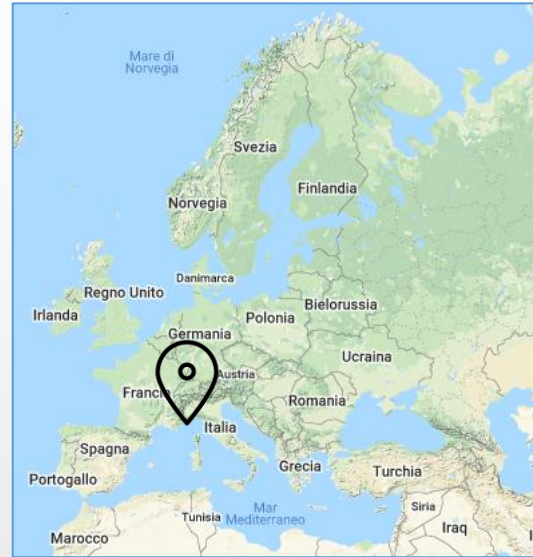 Mare di
Norvegia
Svezia
Finlandia
Norvegia
Danimarca
Regno Unito
Irlanda
Bielorussia
Polonia
Germania
Ucraina
Austria
Francia
Romania
Italia
Spagna
Portogallo
Grecia
Turchia
Siria
Mar
Mediterraneo
Tunisia
Iraq
Marocco